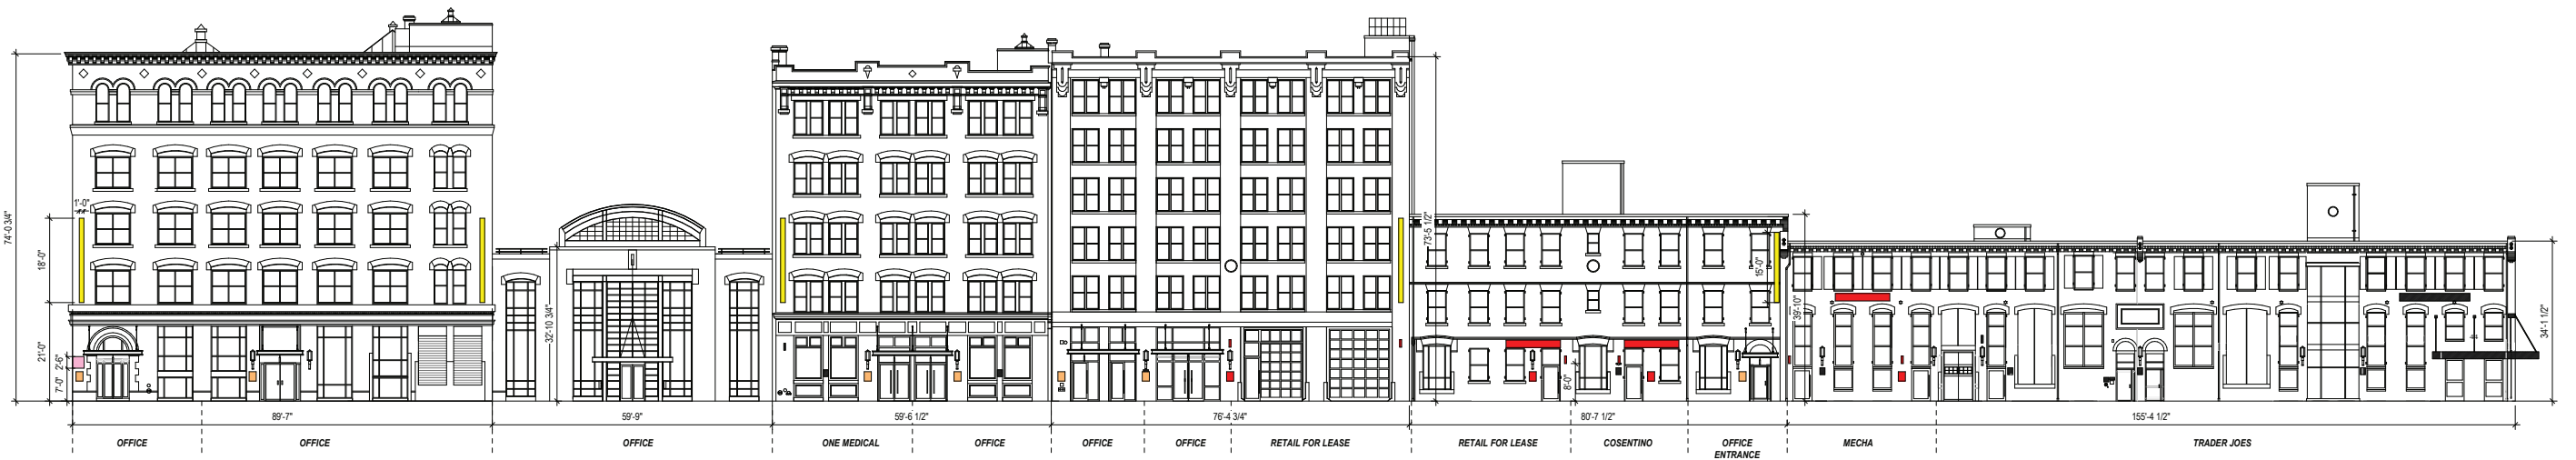 74'-0 3/4"
1'-0"
18'-0"
21'-0"
2'-6"
7'-0"
32'-10 3/4"
73'-5 1/2"
15'-0"
39'-10"
8'-0"
34'-1 1/2"
89'-7"
59'-9"
59'-6 1/2"
76'-4 3/4"
80'-7 1/2"
155'-4 1/2"
OFFICE
OFFICE
OFFICE
ONE MEDICAL
OFFICE
OFFICE
OFFICE
RETAIL FOR LEASE
RETAIL FOR LEASE
COSENTINO
OFFICE
ENTRANCE
MECHA
TRADER JOES